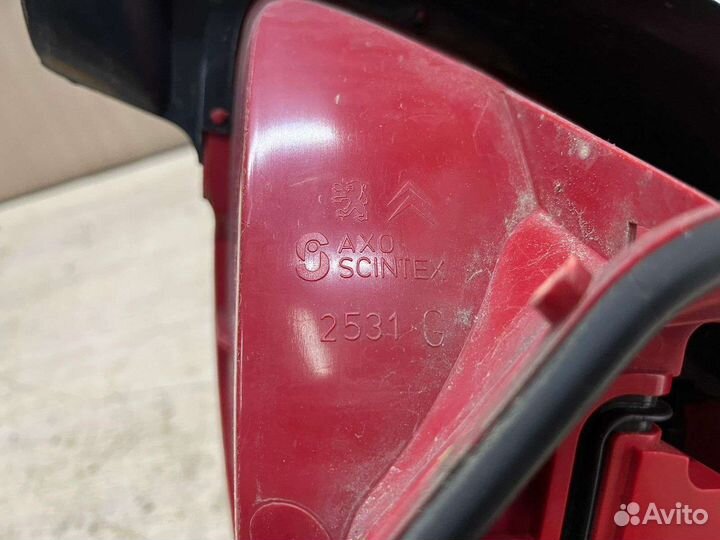 AXO
SCINTEX
2531 G
Avito